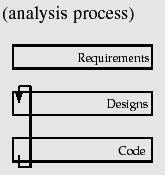 (analysis process)
Requirements
Designs
Code